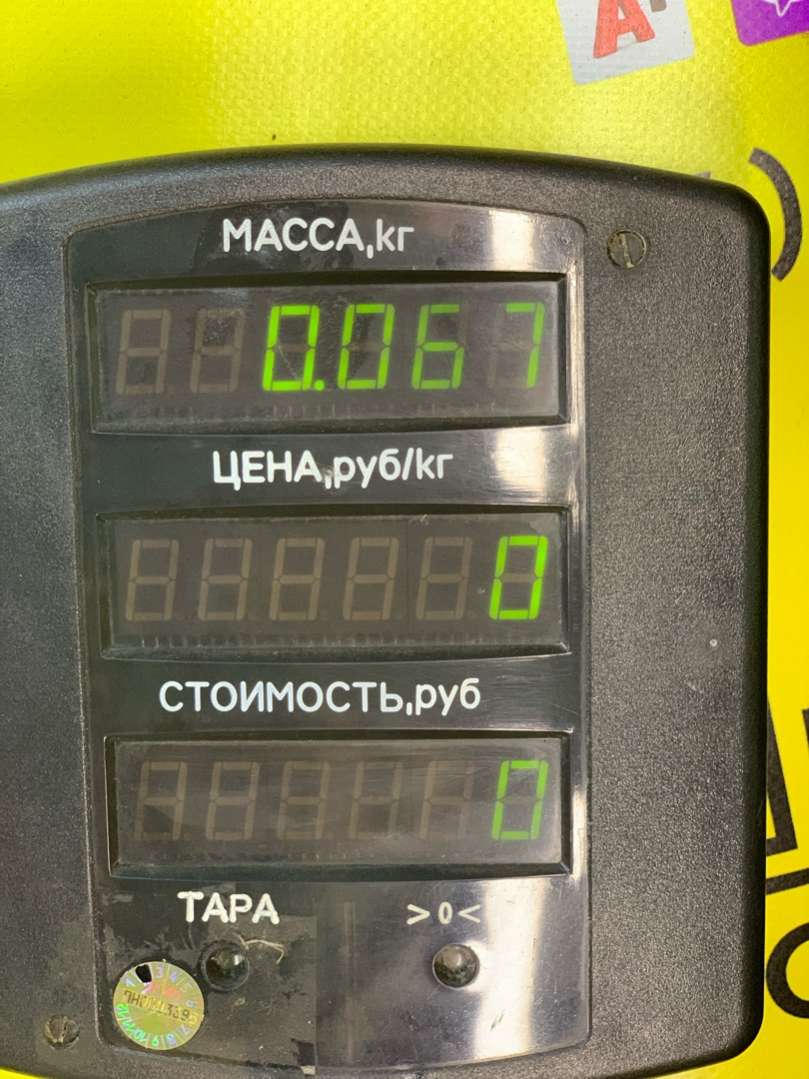 МАССА,кг
0.067
ЦЕНА,руб/кг
0
СТОИМОСТЬ,руб
0
ТАРА >0<